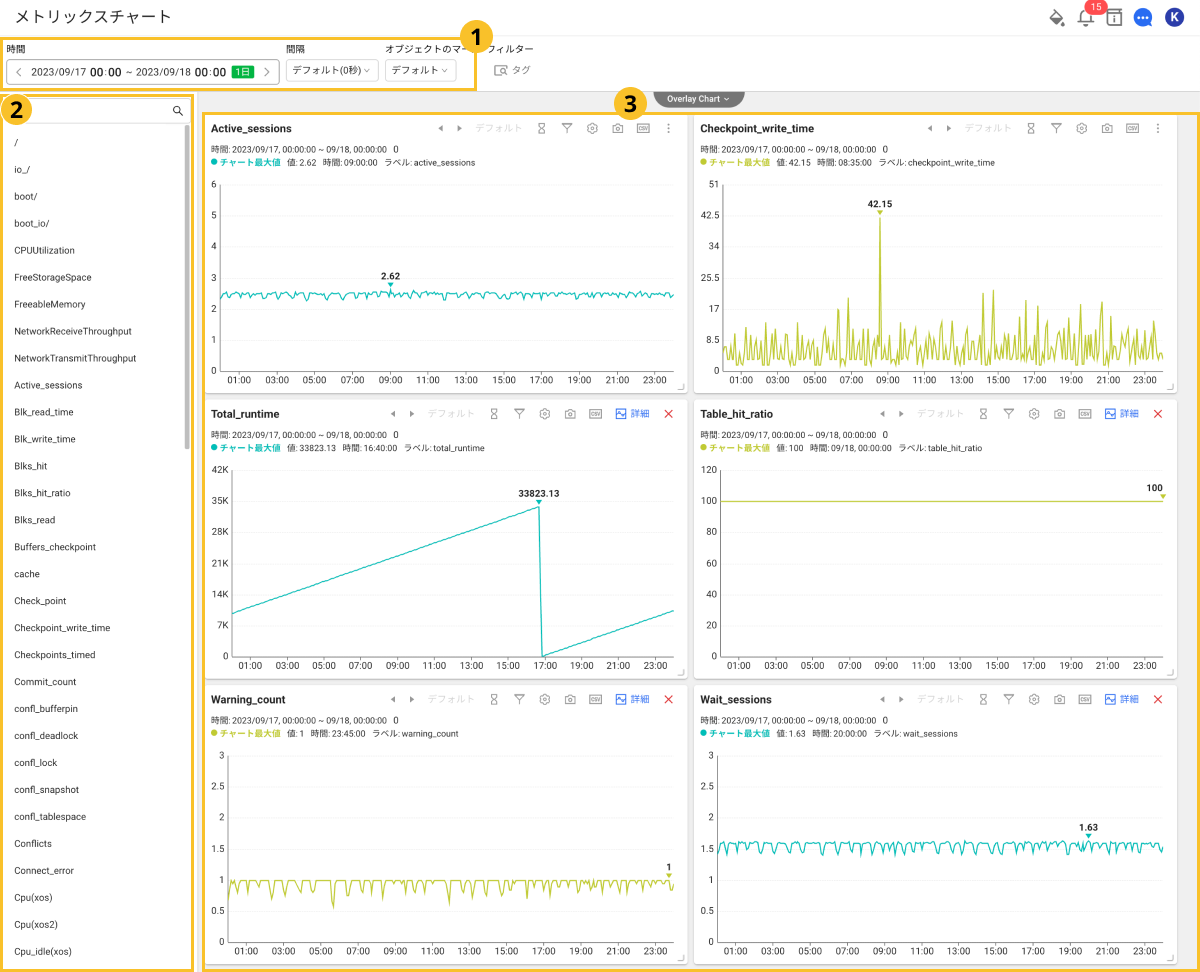 メトリックスチャート
15
K
時間
間隔
オブジェクトのマー
フィルター
1
2023/09/17 00:00 ~ 2023/09/18 00:00 1日
デフォルト(0秒)
デフォルト
タグ
2
3
Overlay Chart
/
io_/
boot/
boot_io/
CPUUtilization
FreeStorageSpace
FreeableMemory
NetworkReceiveThroughput
NetworkTransmitThroughput
Active_sessions
Blk_read_time
Blk_write_time
Blks_hit
Blks_hit_ratio
Blks_read
Buffers_checkpoint
cache
Check_point
Checkpoint_write_time
Checkpoints_timed
Commit_count
confl_bufferpin
confl_deadlock
confl_lock
confl_snapshot
confl_tablespace
Conflicts
Connect_error
Cpu(xos)
Cpu(xos2)
Cpu_idle(xos)
Active_sessions
デフォルト
CSV
時間: 2023/09/17, 00:00:00 ~ 09/18, 00:00:00 0
チャート最大値 値: 2.62 時間: 09:00:00 ラベル: active_sessions
6
5
4
3
2
1
0
2.62
01:00 03:00 05:00 07:00 09:00 11:00 13:00 15:00 17:00 19:00 21:00 23:00
Checkpoint_write_time
デフォルト
CSV
時間: 2023/09/17, 00:00:00 ~ 09/18, 00:00:00 0
チャート最大値 値: 42.15 時間: 08:35:00 ラベル: checkpoint_write_time
51
42.5
34
25.5
17
8.5
0
42.15
01:00 03:00 05:00 07:00 09:00 11:00 13:00 15:00 17:00 19:00 21:00 23:00
Total_runtime
デフォルト
CSV
詳細
時間: 2023/09/17, 00:00:00 ~ 09/18, 00:00:00 0
チャート最大値 値: 33823.13 時間: 16:40:00 ラベル: total_runtime
42K
35K
28K
21K
14K
7K
0
33823.13
01:00 03:00 05:00 07:00 09:00 11:00 13:00 15:00 17:00 19:00 21:00 23:00
Table_hit_ratio
デフォルト
CSV
詳細
時間: 2023/09/17, 00:00:00 ~ 09/18, 00:00:00 0
チャート最大値 値: 100 時間: 09/18, 00:00:00 ラベル: table_hit_ratio
120
100
80
60
40
20
0
100
01:00 03:00 05:00 07:00 09:00 11:00 13:00 15:00 17:00 19:00 21:00 23:00
Warning_count
デフォルト
CSV
詳細
時間: 2023/09/17, 00:00:00 ~ 09/18, 00:00:00 0
チャート最大値 値: 1 時間: 23:45:00 ラベル: warning_count
3
2.5
2
1.5
1
0.5
0
1
01:00 03:00 05:00 07:00 09:00 11:00 13:00 15:00 17:00 19:00 21:00 23:00
Wait_sessions
デフォルト
CSV
詳細
時間: 2023/09/17, 00:00:00 ~ 09/18, 00:00:00 0
チャート最大値 値: 1.63 時間: 20:00:00 ラベル: wait_sessions
3
2.5
2
1.5
1
0.5
0
1.63
01:00 03:00 05:00 07:00 09:00 11:00 13:00 15:00 17:00 19:00 21:00 23:00